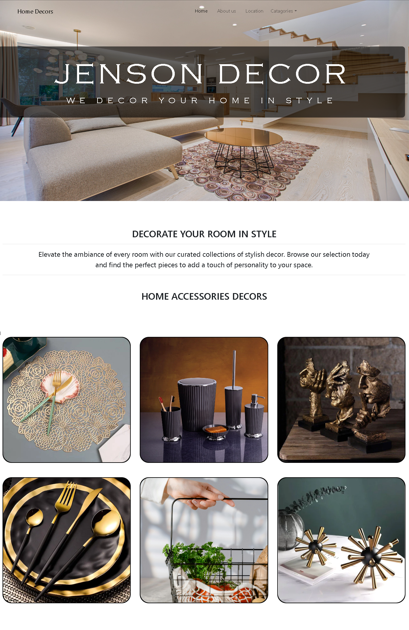 Home Decors
Home About us Location Categories
JENSON DECOR
WE DECOR YOUR HOME IN STYLE
DECORATE YOUR ROOM IN STYLE
Elevate the ambiance of every room with our curated collections of stylish decor. Browse our selection today
and find the perfect pieces to add a touch of personality to your space.
HOME ACCESSORIES DECORS